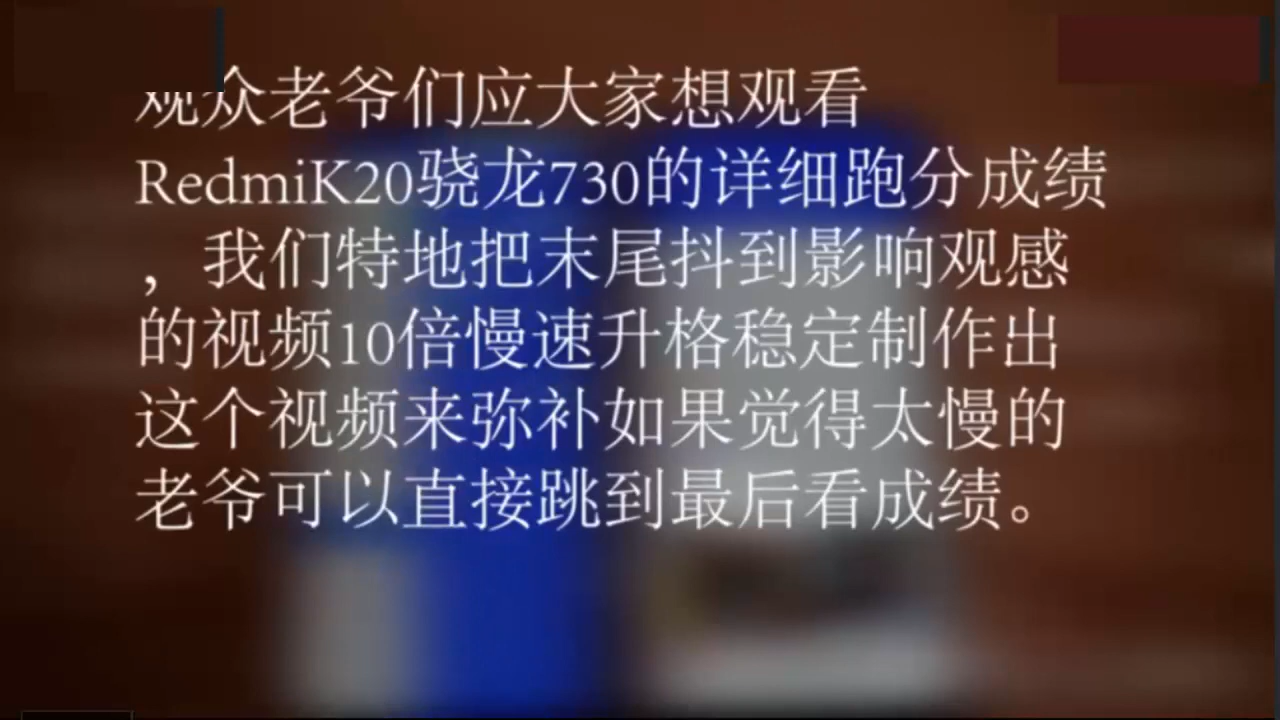 观众老爷们应大家想观看
RedmiK20骁龙730的详细跑分成绩
，我们特地把末尾抖到影响观感
的视频10倍慢速升格稳定制作出
这个视频来弥补如果觉得太慢的
老爷可以直接跳到最后看成绩。